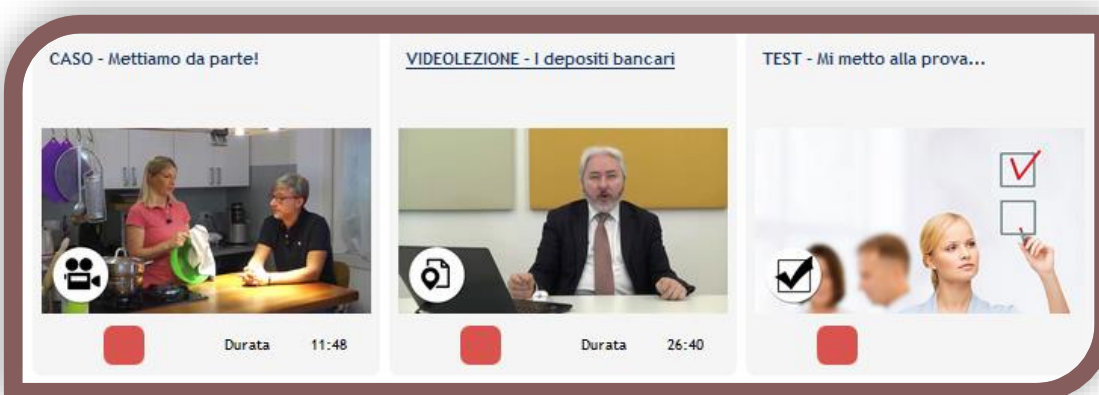 CASO - Mettiamo da parte!
VIDEOLEZIONE - I depositi bancari
TEST - Mi metto alla prova...
Durata 11:48
Durata 26:40